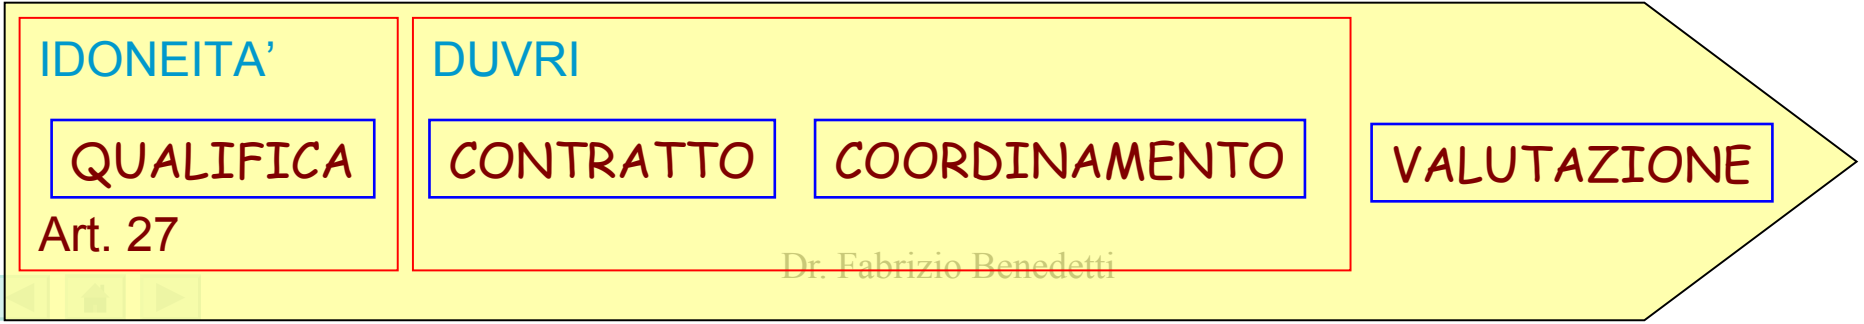 IDONEITA’
DUVRI
QUALIFICA
CONTRATTO
COORDINAMENTO
VALUTAZIONE
Art. 27
Dr. Fabrizio Benedetti